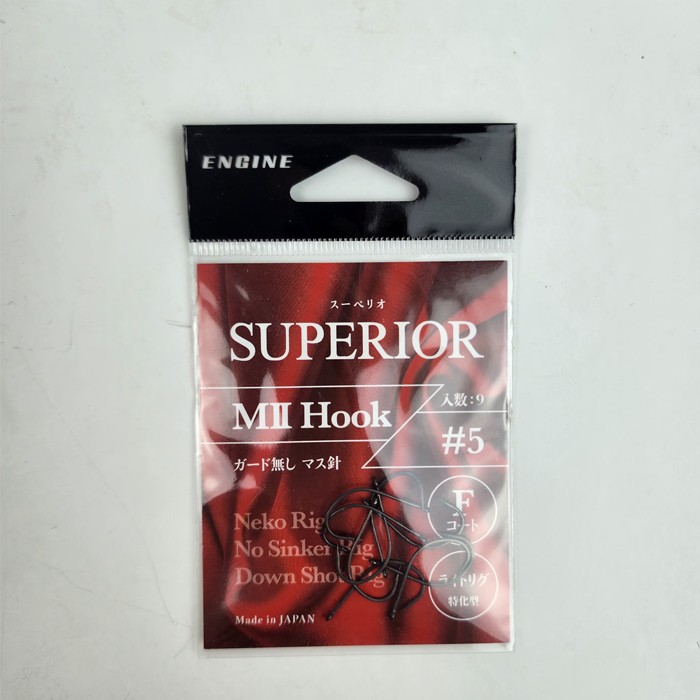 ENGINE
スーペリオ
SUPERIOR
MⅡ Hook
入数:9
#5
ガード無し マス針
Neko Rig
No Sinker Rig
Down Shot Rig
F
コート
ライトリグ
特化型
Made in JAPAN